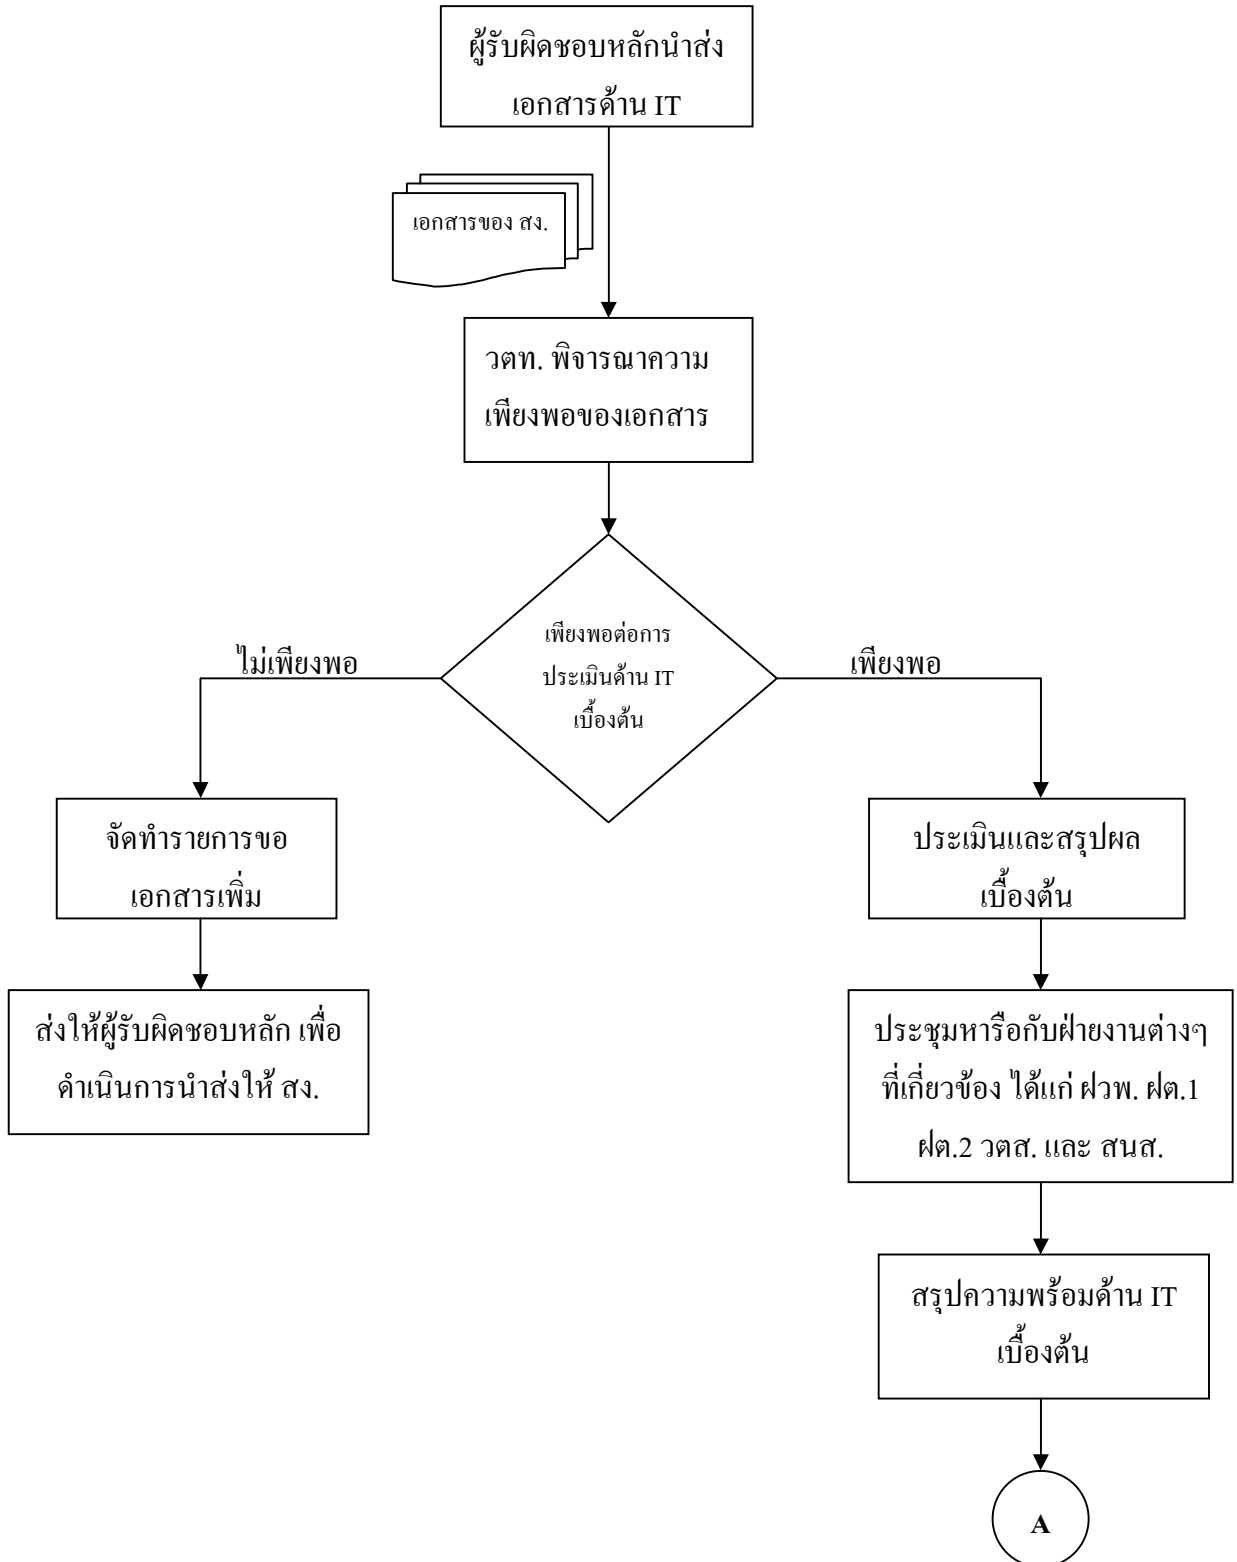 ผู้รับผิดชอบหลักนำส่ง
เอกสารด้าน IT
เอกสารของ สง.
วตท. พิจารณาความ
เพียงพอของเอกสาร
เพียงพอต่อการ
ประเมินด้าน IT
เบื้องต้น
ไม่เพียงพอ
เพียงพอ
จัดทำรายการขอ
เอกสารเพิ่ม
ส่งให้ผู้รับผิดชอบหลัก เพื่อ
ดำเนินการนำส่งให้ สง.
ประเมินและสรุปผล
เบื้องต้น
ประชุมหารือกับฝ่ายงานต่างๆ
ที่เกี่ยวข้อง ได้แก่ ฝวพ. ฝต.1
ฝต.2 วตส. และ สนส.
สรุปความพร้อมด้าน IT
เบื้องต้น
A